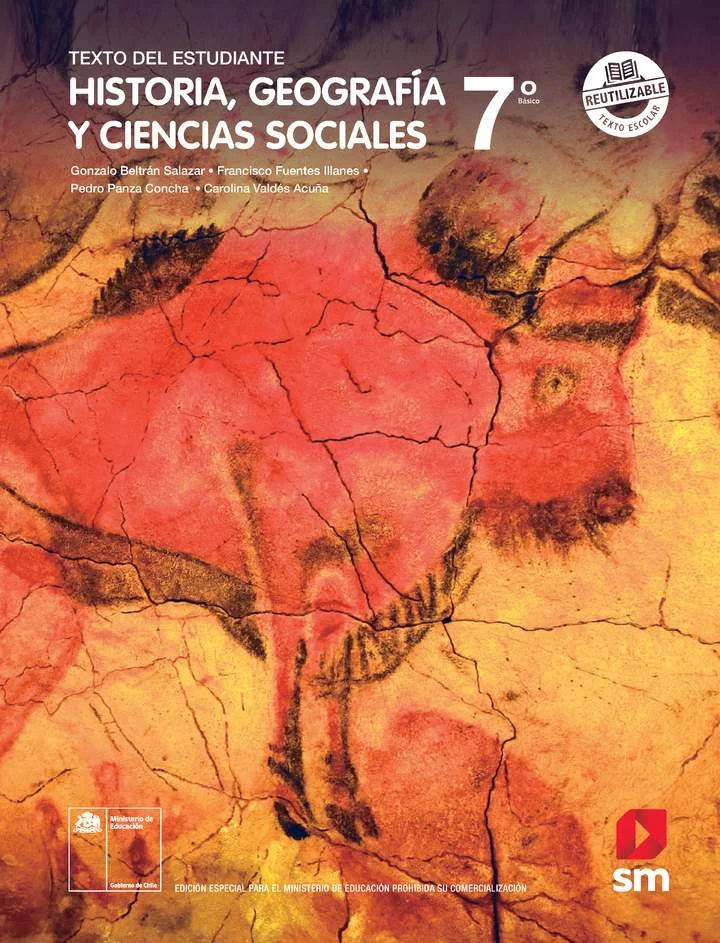 TEXTO DEL ESTUDIANTE
HISTORIA, GEOGRAFÍA
Y CIENCIAS SOCIALES
7º
Básico
REUTILIZABLE
TEXTO ESCOLAR
Gonzalo Beltrán Salazar • Francisco Fuentes Illanes •
Pedro Panza Concha • Carolina Valdés Acuña
Ministerio de
Educación
Gobierno de Chile
EDICIÓN ESPECIAL PARA EL MINISTERIO DE EDUCACIÓN PROHIBIDA SU COMERCIALIZACIÓN
sm